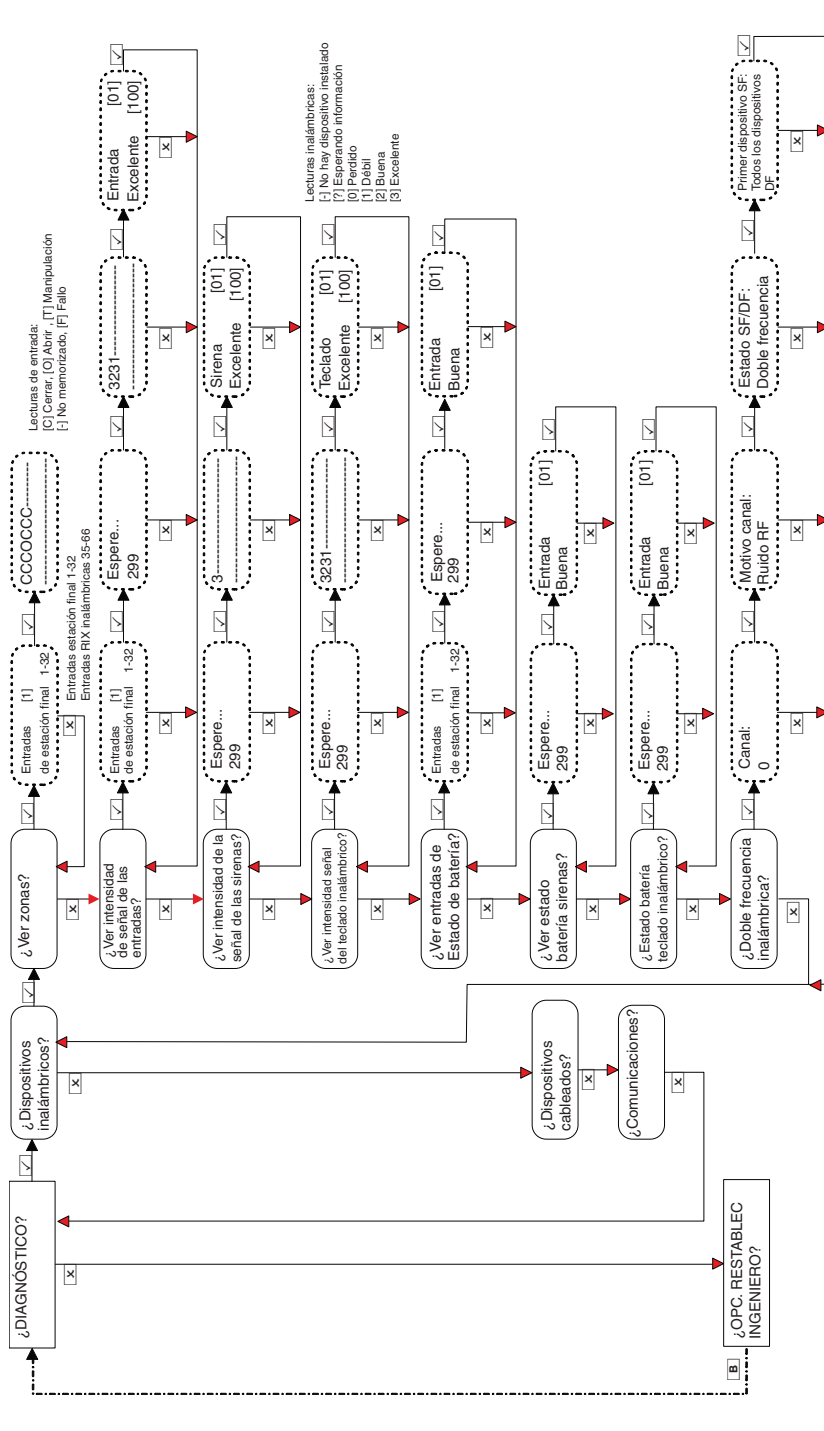 ¿DIAGNÓSTICO?
¿OPC. RESTABLEC
INGENIERO?
B
¿Dispositivos
inalámbricos?
¿Dispositivos
cableados?
¿Comunicaciones?
¿Ver zonas?
Entradas [1]
de estación final 1-32
CCCOCCC---------
--------------------
Lecturas de entrada:
[C] Cerrar, [O] Abrir , [T] Manipulación
[-] No memorizado, [F] Fallo
Entradas estación final 1-32
Entradas RIX inalámbricas 35-66
¿Ver intensidad
de señal de las
entradas?
Entradas [1]
de estación final 1-32
Espere...
299
3231----------------
--------------------
Entrada [01]
Excelente [100]
¿Ver intensidad de la
señal de las sirenas?
Espere...
299
3-------------------
--------------------
Sirena [01]
Excelente [100]
¿Ver intensidad señal
del teclado inalámbrico?
Espere...
299
3231----------------
--------------------
Teclado [01]
Excelente [100]
Lecturas inalámbricas:
[-] No hay dispositivo instalado
[?] Esperando información
[0] Perdido
[1] Débil
[2] Buena
[3] Excelente
¿Ver entradas de
Estado de batería?
Entradas [1]
de estación final 1-32
Espere...
299
Entrada [01]
Buena
¿Ver estado
batería sirenas?
Espere...
299
Entrada [01]
Buena
¿Estado batería
teclado inalámbrico?
Espere...
299
Entrada [01]
Buena
¿Doble frecuencia
inalámbrica?
Canal:
0
Motivo canal:
Ruido RF
Estado SF/DF:
Doble frecuencia
Primer dispositivo SF:
Todos los dispositivos
DF